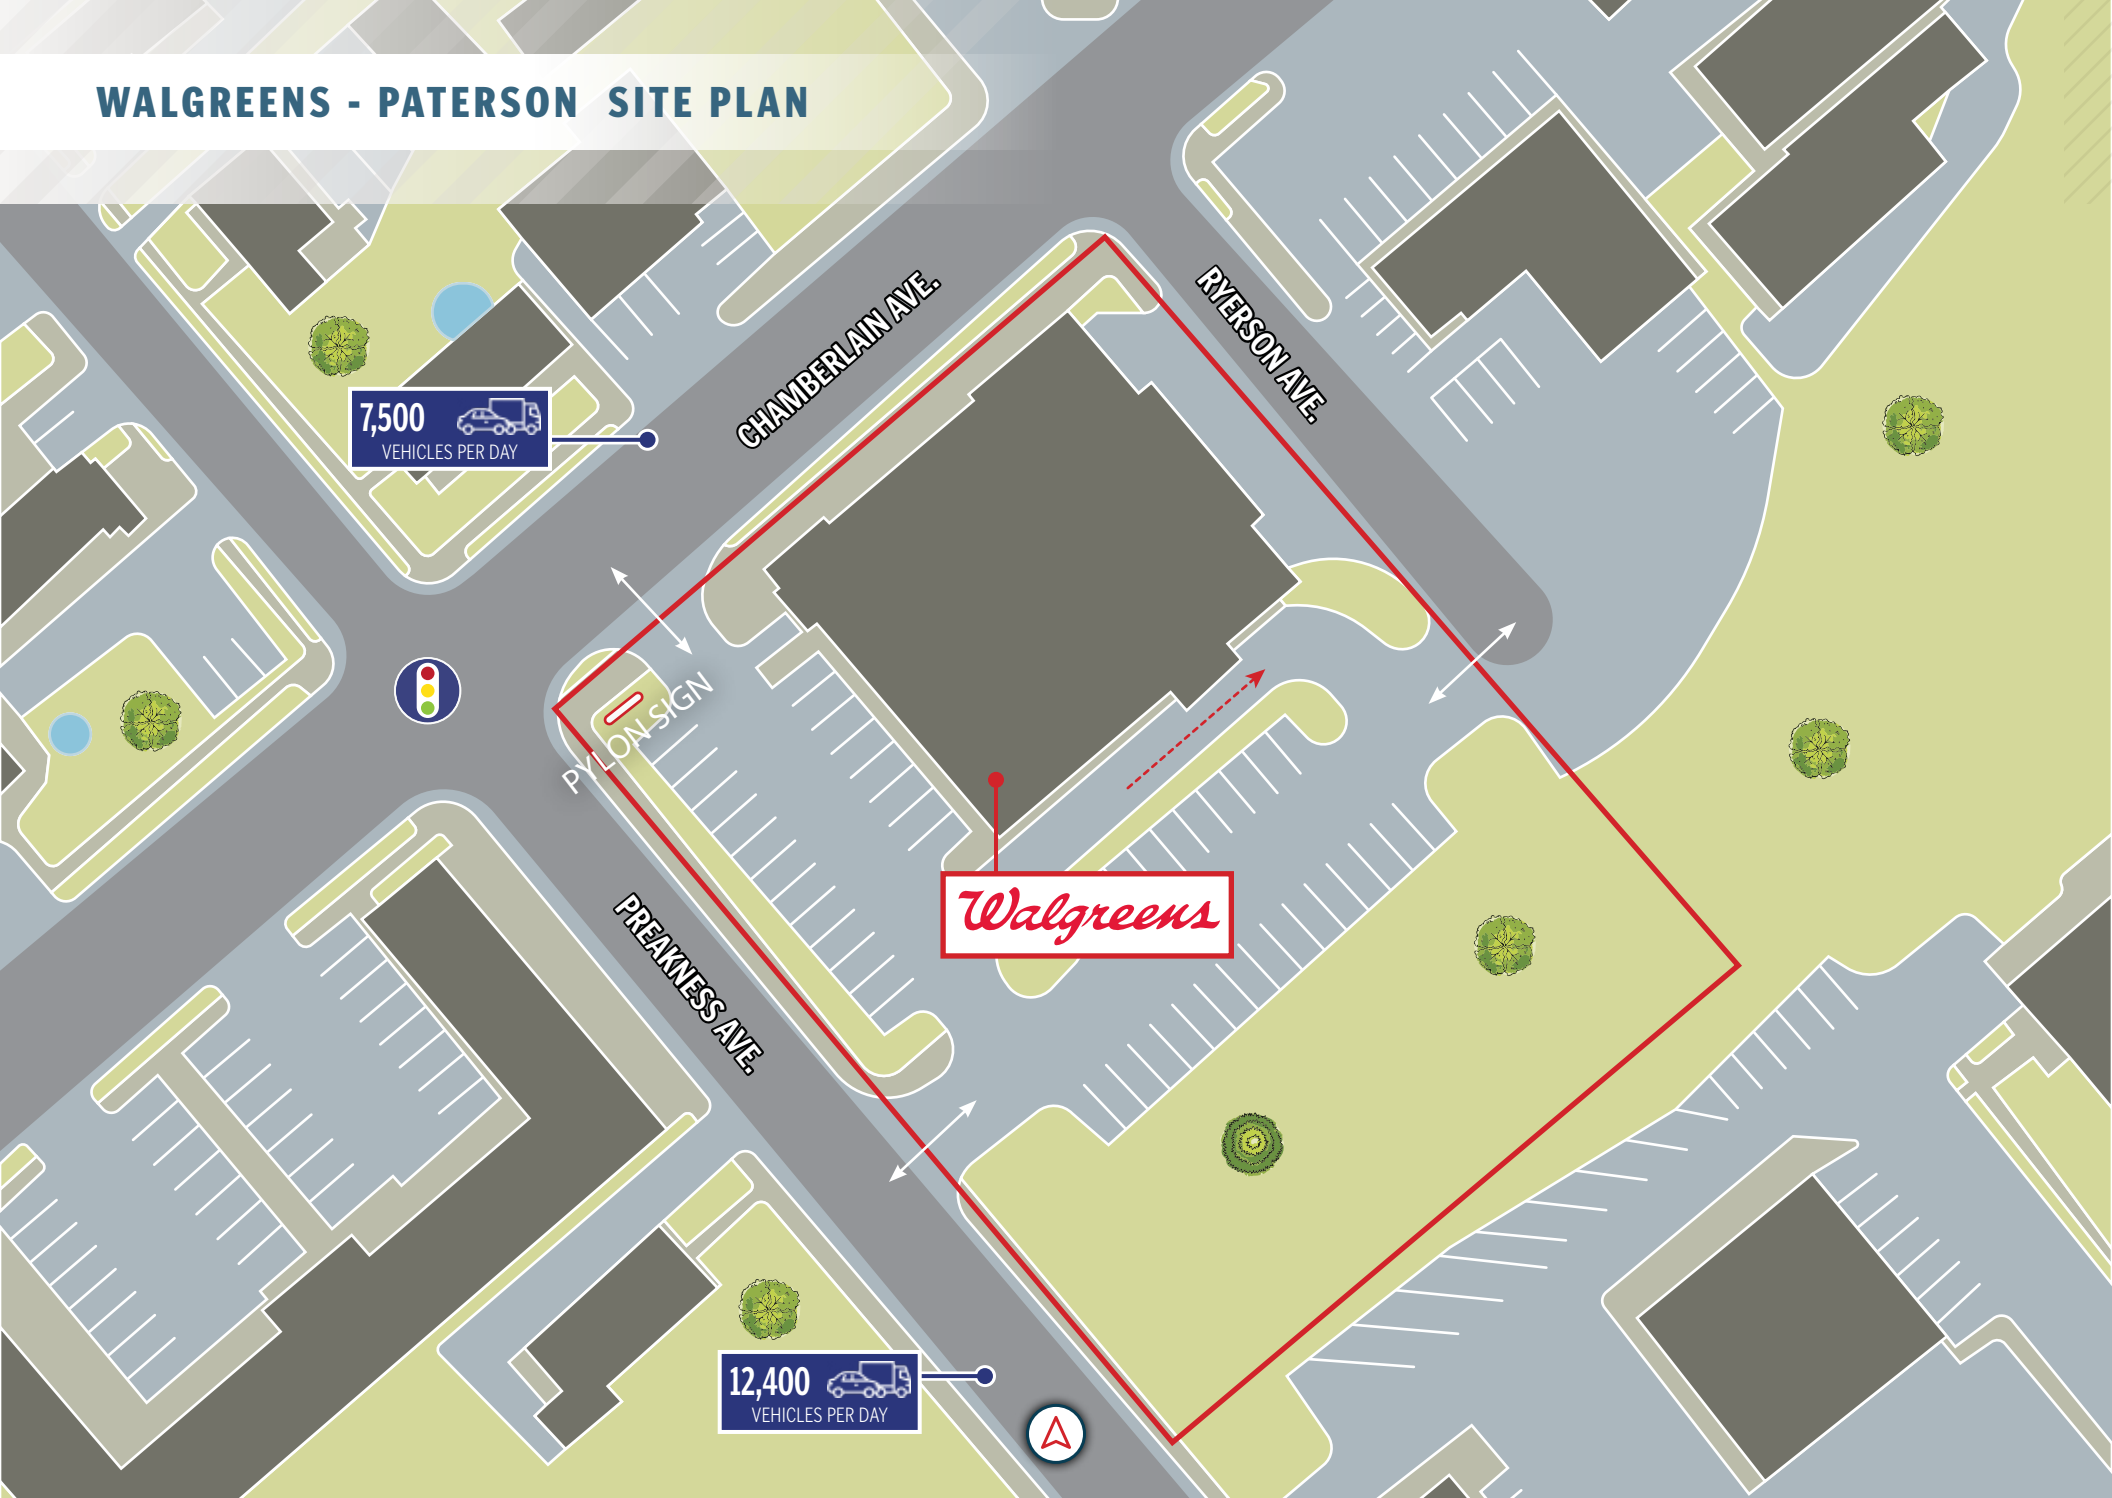 WALGREENS - PATERSON SITE PLAN
CHAMBERLAIN AVE.
RYERSON AVE.
7,500
VEHICLES PER DAY
PYLON SIGN
Walgreens
PREAKNESS AVE.
12,400
VEHICLES PER DAY